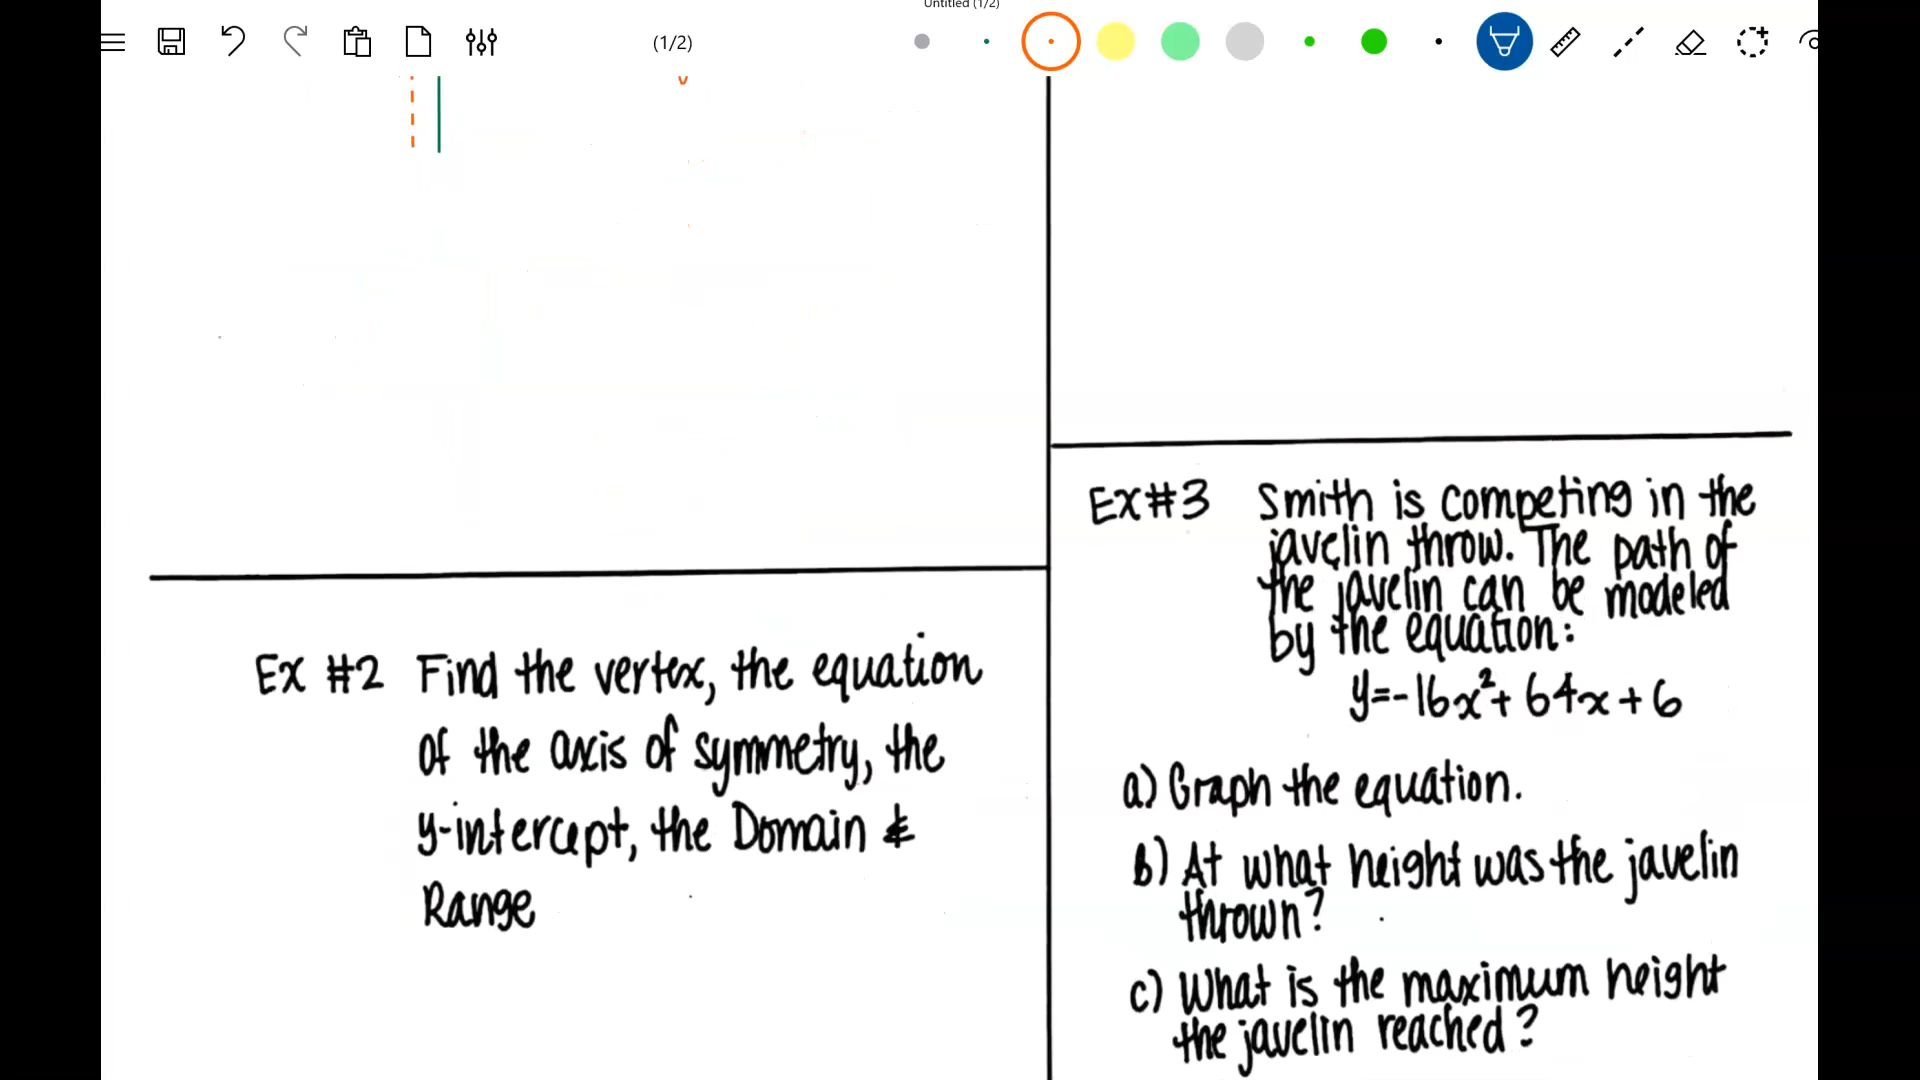 Untitled (1/2)
(1/2)
Ex #2 Find the vertex, the equation
of the axis of symmetry, the
y-intercept, the Domain &
Range
Ex#3 Smith is competing in the
javelin throw. The path of
the javelin can be modeled
by the equation:
y=-16x²+64x+6
a) Graph the equation.
b) At what height was the javelin
thrown?
c) What is the maximum height
the javelin reached?